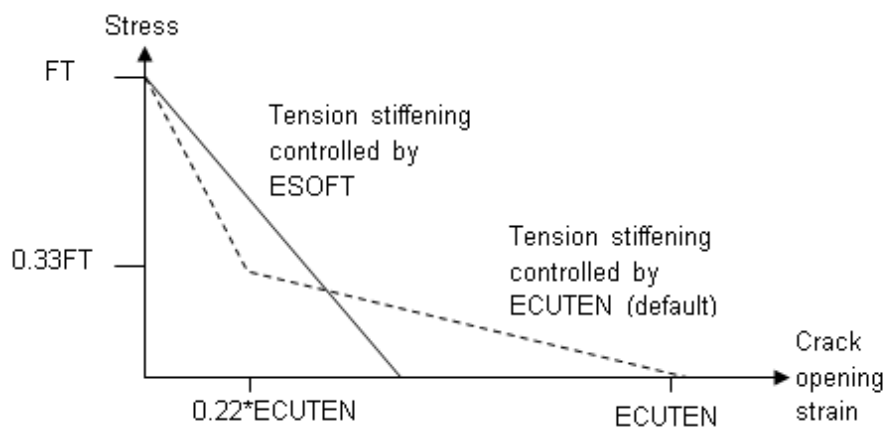 Stress
FT
Tension stiffening
controlled by
ESOFT
Tension stiffening
controlled by
ECUTEN (default)
0.33FT
Crack
opening
strain
0.22*ECUTEN
ECUTEN